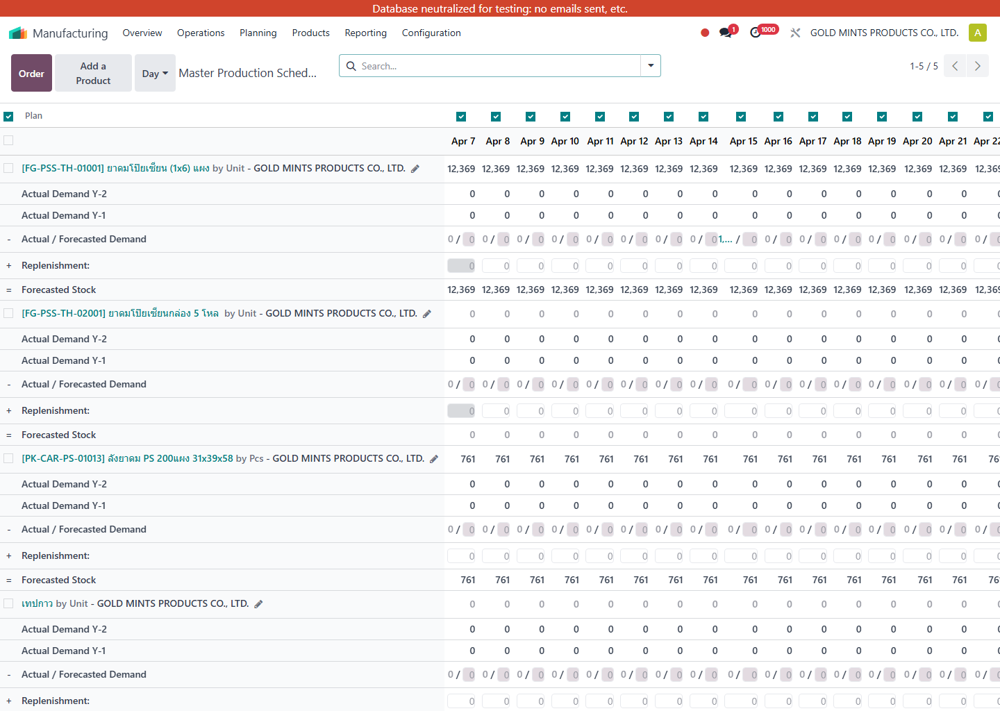 Database neutralized for testing: no emails sent, etc.
Manufacturing Overview Operations Planning Products Reporting Configuration 1 1000 GOLD MINTS PRODUCTS CO., LTD. A
Order Add a Product Day Master Production Sched... Search... 1-5 / 5
Plan
Apr 7 Apr 8 Apr 9 Apr 10 Apr 11 Apr 12 Apr 13 Apr 14 Apr 15 Apr 16 Apr 17 Apr 18 Apr 19 Apr 20 Apr 21 Apr 22
[FG-PSS-TH-01001] ยาดมโป๊ยเซียน (1x6) แผง by Unit - GOLD MINTS PRODUCTS CO., LTD. 12,369 12,369 12,369 12,369 12,369 12,369 12,369 12,369 12,369 12,369 12,369 12,369 12,369 12,369 12,369 12,369
Actual Demand Y-2 0 0 0 0 0 0 0 0 0 0 0 0 0 0 0 0
Actual Demand Y-1 0 0 0 0 0 0 0 0 0 0 0 0 0 0 0 0
- Actual / Forecasted Demand 0 / 0 0 / 0 0 / 0 0 / 0 0 / 0 0 / 0 0 / 0 0 / 0 1,... / 0 0 / 0 0 / 0 0 / 0 0 / 0 0 / 0 0 / 0 0 / 0
+ Replenishment: 0 0 0 0 0 0 0 0 0 0 0 0 0 0 0 0
= Forecasted Stock 12,369 12,369 12,369 12,369 12,369 12,369 12,369 12,369 12,369 12,369 12,369 12,369 12,369 12,369 12,369 12,369
[FG-PSS-TH-02001] ยาดมโป๊ยเซียนกล่อง 5 โหล by Unit - GOLD MINTS PRODUCTS CO., LTD. 0 0 0 0 0 0 0 0 0 0 0 0 0 0 0 0
Actual Demand Y-2 0 0 0 0 0 0 0 0 0 0 0 0 0 0 0 0
Actual Demand Y-1 0 0 0 0 0 0 0 0 0 0 0 0 0 0 0 0
- Actual / Forecasted Demand 0 / 0 0 / 0 0 / 0 0 / 0 0 / 0 0 / 0 0 / 0 0 / 0 0 / 0 0 / 0 0 / 0 0 / 0 0 / 0 0 / 0 0 / 0 0 / 0
+ Replenishment: 0 0 0 0 0 0 0 0 0 0 0 0 0 0 0 0
= Forecasted Stock 0 0 0 0 0 0 0 0 0 0 0 0 0 0 0 0
[PK-CAR-PS-01013] ลังยาดม PS 200แผง 31x39x58 by Pcs - GOLD MINTS PRODUCTS CO., LTD. 761 761 761 761 761 761 761 761 761 761 761 761 761 761 761 761
Actual Demand Y-2 0 0 0 0 0 0 0 0 0 0 0 0 0 0 0 0
Actual Demand Y-1 0 0 0 0 0 0 0 0 0 0 0 0 0 0 0 0
- Actual / Forecasted Demand 0 / 0 0 / 0 0 / 0 0 / 0 0 / 0 0 / 0 0 / 0 0 / 0 0 / 0 0 / 0 0 / 0 0 / 0 0 / 0 0 / 0 0 / 0 0 / 0
+ Replenishment: 0 0 0 0 0 0 0 0 0 0 0 0 0 0 0 0
= Forecasted Stock 761 761 761 761 761 761 761 761 761 761 761 761 761 761 761 761
เทปกาว by Unit - GOLD MINTS PRODUCTS CO., LTD. 0 0 0 0 0 0 0 0 0 0 0 0 0 0 0 0
Actual Demand Y-2 0 0 0 0 0 0 0 0 0 0 0 0 0 0 0 0
Actual Demand Y-1 0 0 0 0 0 0 0 0 0 0 0 0 0 0 0 0
- Actual / Forecasted Demand 0 / 0 0 / 0 0 / 0 0 / 0 0 / 0 0 / 0 0 / 0 0 / 0 0 / 0 0 / 0 0 / 0 0 / 0 0 / 0 0 / 0 0 / 0 0 / 0
+ Replenishment: 0 0 0 0 0 0 0 0 0 0 0 0 0 0 0 0